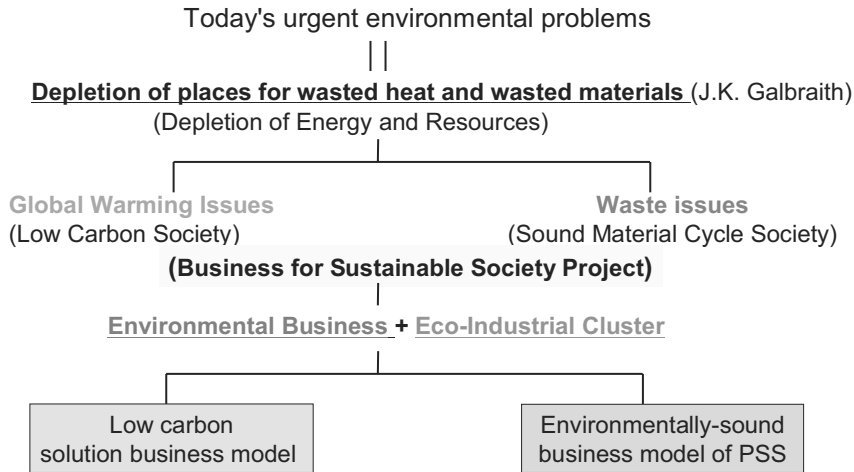 Today's urgent environmental problems
Depletion of places for wasted heat and wasted materials (J.K. Galbraith)
(Depletion of Energy and Resources)
Global Warming Issues
(Low Carbon Society)
Waste issues
(Sound Material Cycle Society)
(Business for Sustainable Society Project)
Environmental Business + Eco-Industrial Cluster
Low carbon
solution business model
Environmentally-sound
business model of PSS